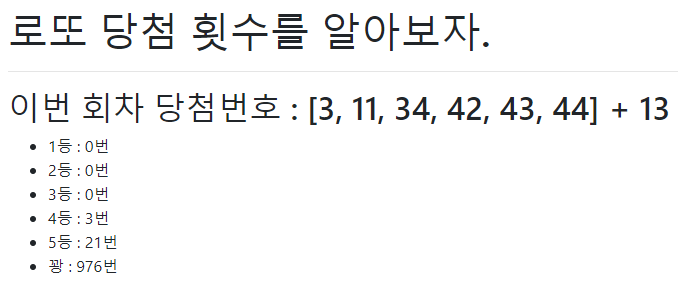 로또 당첨 횟수를 알아보자.
이번 회차 당첨번호 : [3, 11, 34, 42, 43, 44] + 13
• 1등 : 0번
• 2등 : 0번
• 3등 : 0번
• 4등 : 3번
• 5등 : 21번
• 꽝 : 976번